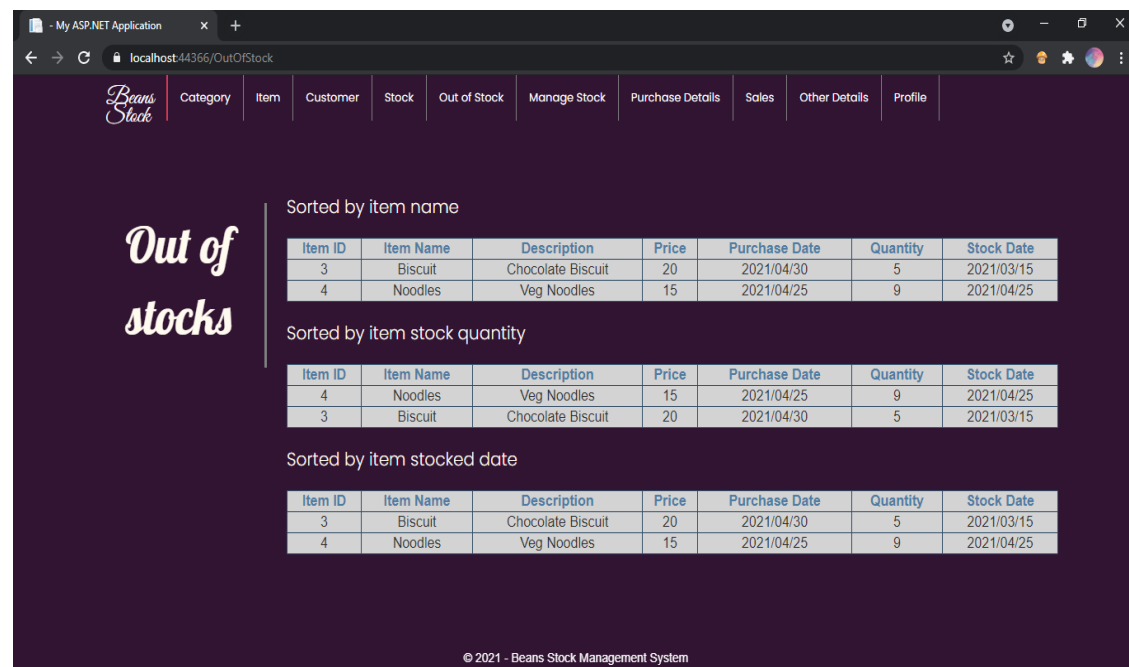 - My ASP.NET Application
localhost:44366/OutOfStock
Beans Stock
Category Item Customer Stock Out of Stock Manage Stock Purchase Details Sales Other Details Profile
Out of
stocks
Sorted by item name
Item ID Item Name Description Price Purchase Date Quantity Stock Date
3 Biscuit Chocolate Biscuit 20 2021/04/30 5 2021/03/15
4 Noodles Veg Noodles 15 2021/04/25 9 2021/04/25
Sorted by item stock quantity
Item ID Item Name Description Price Purchase Date Quantity Stock Date
4 Noodles Veg Noodles 15 2021/04/25 9 2021/04/25
3 Biscuit Chocolate Biscuit 20 2021/04/30 5 2021/03/15
Sorted by item stocked date
Item ID Item Name Description Price Purchase Date Quantity Stock Date
3 Biscuit Chocolate Biscuit 20 2021/04/30 5 2021/03/15
4 Noodles Veg Noodles 15 2021/04/25 9 2021/04/25
© 2021 - Beans Stock Management System